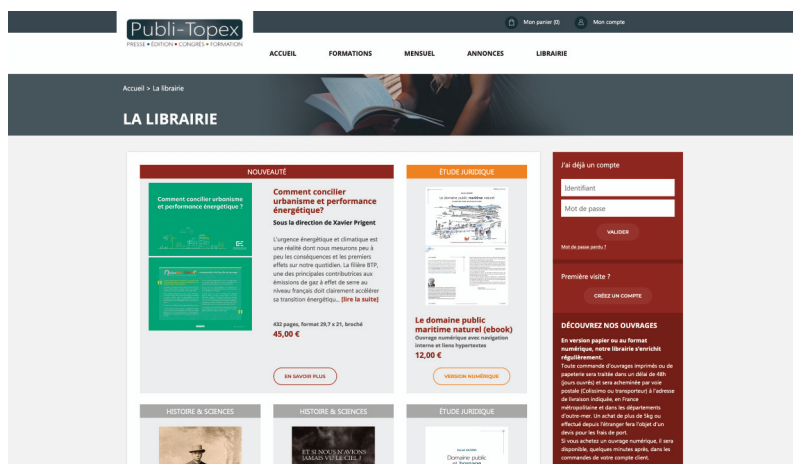 Publi-Topex
PRESSE • ÉDITION • CONGRÈS • FORMATION
Mon panier (0)
Mon compte
ACCUEIL
FORMATIONS
MENSUEL
ANNONCES
LIBRAIRIE
Accueil > La librairie
LA LIBRAIRIE
NOUVEAUTÉ
Comment concilier urbanisme
et performance énergétique ?
Comment concilier
urbanisme et performance
énergétique?
Sous la direction de Xavier Prigent
L'urgence énergétique et climatique est
une réalité dont nous mesurons peu à
peu les conséquences et les premiers
effets sur notre quotidien. La filière BTP,
une des principales contributrices aux
émissions de gaz à effet de serre au
niveau français doit clairement accélérer
sa transition énergétiqu... [lire la suite]
432 pages, format 29,7 x 21, broché
45,00 €
EN SAVOIR PLUS
ÉTUDE JURIDIQUE
Le domaine public maritime naturel
Le domaine public
maritime naturel (ebook)
Ouvrage numérique avec navigation
interne et liens hypertextes
12,00 €
VERSION NUMÉRIQUE
J'ai déjà un compte
Identifiant
Mot de passe
VALIDER
Mot de passe perdu ?
Première visite ?
CRÉEZ UN COMPTE
DÉCOUVREZ NOS OUVRAGES
En version papier ou au format
numérique, notre librairie s'enrichit
régulièrement.
Toute commande d'ouvrages imprimés ou de
papeterie sera traitée dans un délai de 48h
(jours ouvrés) et sera acheminée par voie
postale (Colissimo ou transporteur) à l'adresse
de livraison indiquée, en France
métropolitaine et dans les départements
d'outre-mer. Un achat de plus de 5kg ou
effectué depuis l'étranger fera l'objet d'un
devis pour les frais de port.
Si vous achetez un ouvrage numérique, il sera
disponible, quelques minutes après, dans les
commandes de votre compte client.
HISTOIRE & SCIENCES
HISTOIRE & SCIENCES
ET SI NOUS N'AVIONS
JAMAIS VU LE CIEL !
ÉTUDE JURIDIQUE
Domaine public